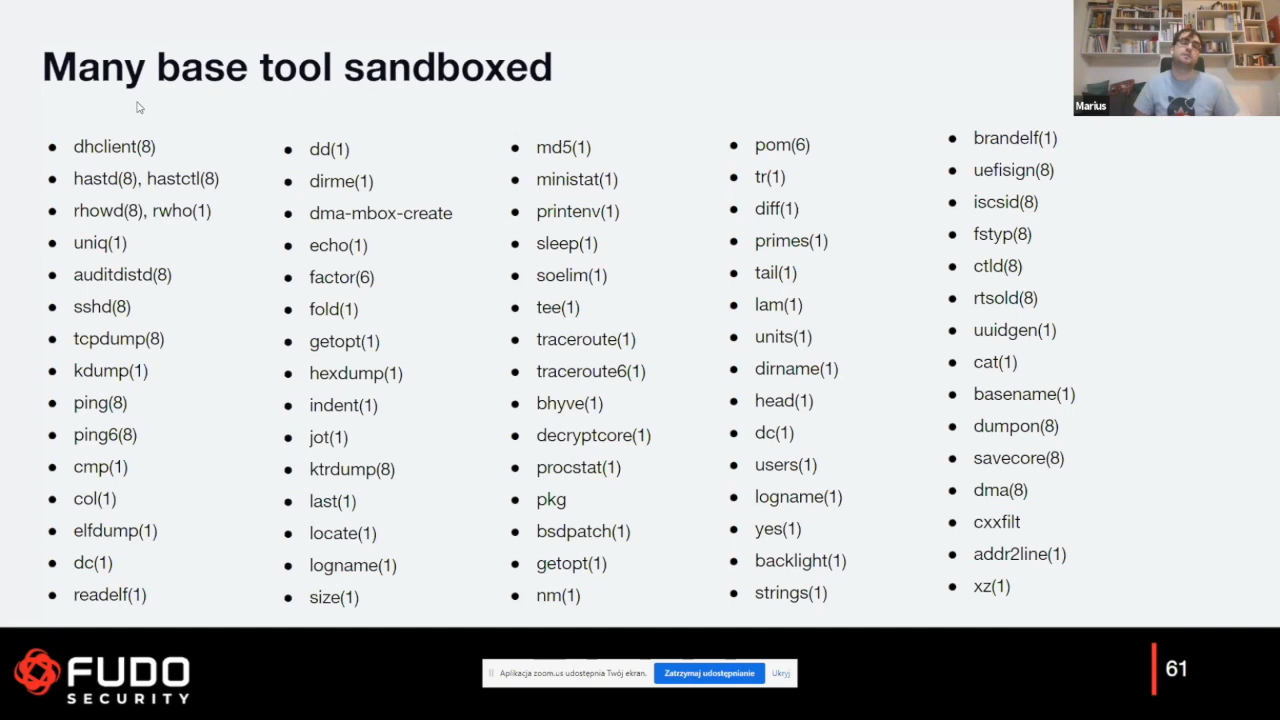 Many base tool sandboxed
Marius
dhclient(8)
hastd(8), hastctl(8)
rhowd(8), rwho(1)
uniq(1)
auditdistd(8)
sshd(8)
tcpdump(8)
kdump(1)
ping(8)
ping6(8)
cmp(1)
col(1)
elfdump(1)
dc(1)
readelf(1)
dd(1)
dirme(1)
dma-mbox-create
echo(1)
factor(6)
fold(1)
getopt(1)
hexdump(1)
indent(1)
jot(1)
ktrdump(8)
last(1)
locate(1)
logname(1)
size(1)
md5(1)
ministat(1)
printenv(1)
sleep(1)
soelim(1)
tee(1)
traceroute(1)
traceroute6(1)
bhyve(1)
decryptcore(1)
procstat(1)
pkg
bsdpatch(1)
getopt(1)
nm(1)
pom(6)
tr(1)
diff(1)
primes(1)
tail(1)
lam(1)
units(1)
dirname(1)
head(1)
dc(1)
users(1)
logname(1)
yes(1)
backlight(1)
strings(1)
brandelf(1)
uefisign(8)
iscsid(8)
fstyp(8)
ctld(8)
rtsold(8)
uuidgen(1)
cat(1)
basename(1)
dumpon(8)
savecore(8)
dma(8)
cxxfilt
addr2line(1)
xz(1)
FUDO
SECURITY
Aplikacja zoom.us udostępnia Twój ekran. Zatrzymaj udostępnianie Ukryj
61